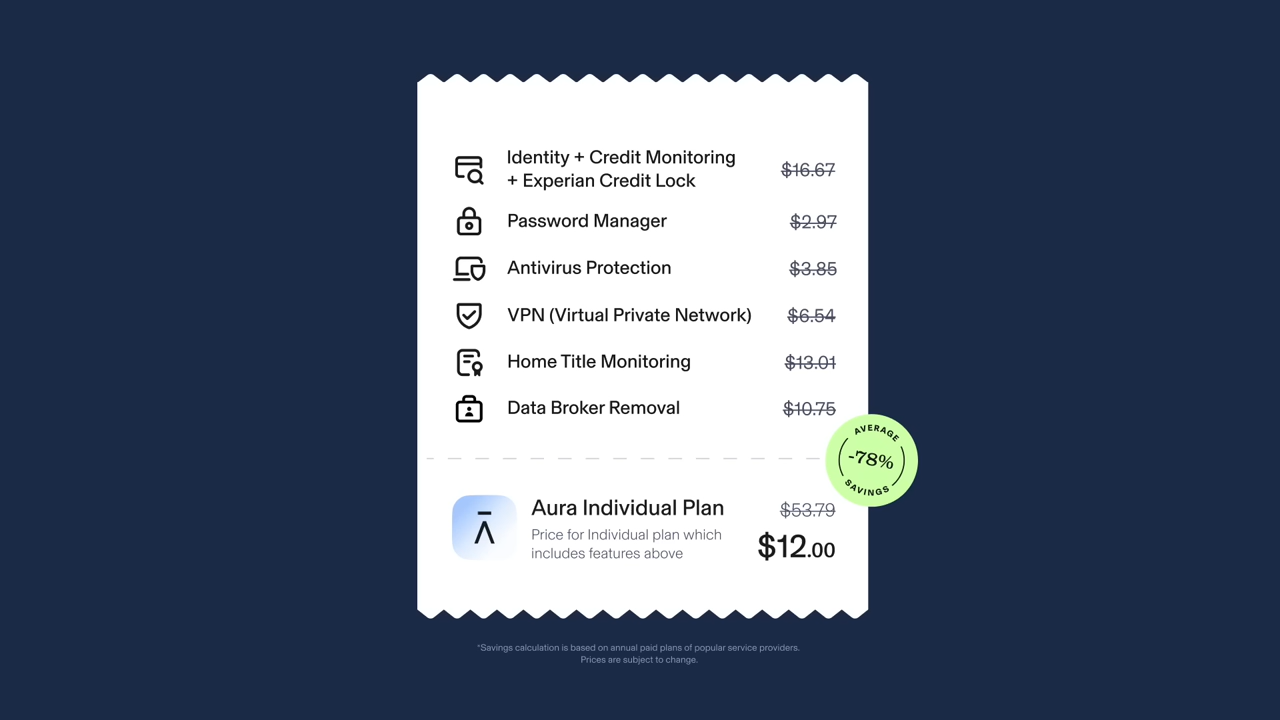 Identity + Credit Monitoring
+ Experian Credit Lock
$16.67
Password Manager
$2.97
Antivirus Protection
$3.85
VPN (Virtual Private Network)
$6.54
Home Title Monitoring
$13.01
Data Broker Removal
$10.75
AVERAGE
-78%
SAVINGS
Aura Individual Plan
$53.79
Price for Individual plan which
includes features above
$12.00
*Savings calculation is based on annual paid plans of popular service providers.
Prices are subject to change.